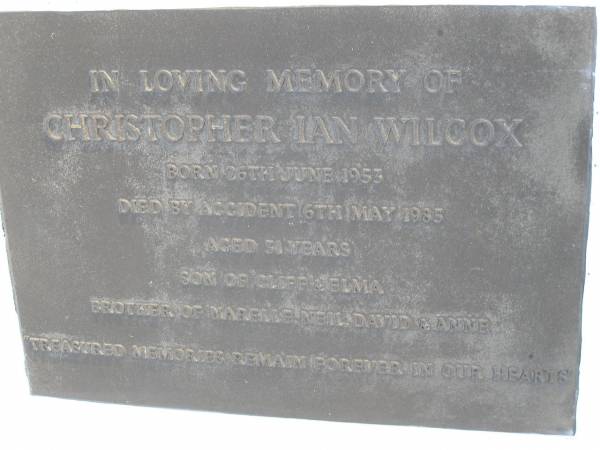 IN LOVING MEMORY OF
CHRISTOPHER IAN WILCOX
BORN 26TH JUNE 1953
DIED BY ACCIDENT 6TH MAY 1985
AGED 31 YEARS
SON OF CLIFF & ELMA
BROTHER OF MARELLE NEIL DAVID & ANNE
"TREASURED MEMORIES REMAIN FOREVER IN OUR HEARTS"